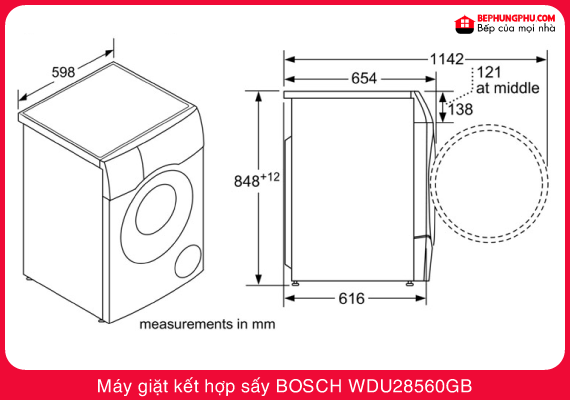 BEPHUNGPHU.COM
Bếp của mọi nhà
598
1142
654
121
at middle
138
848+12
616
measurements in mm
Máy giặt kết hợp sấy BOSCH WDU28560GB